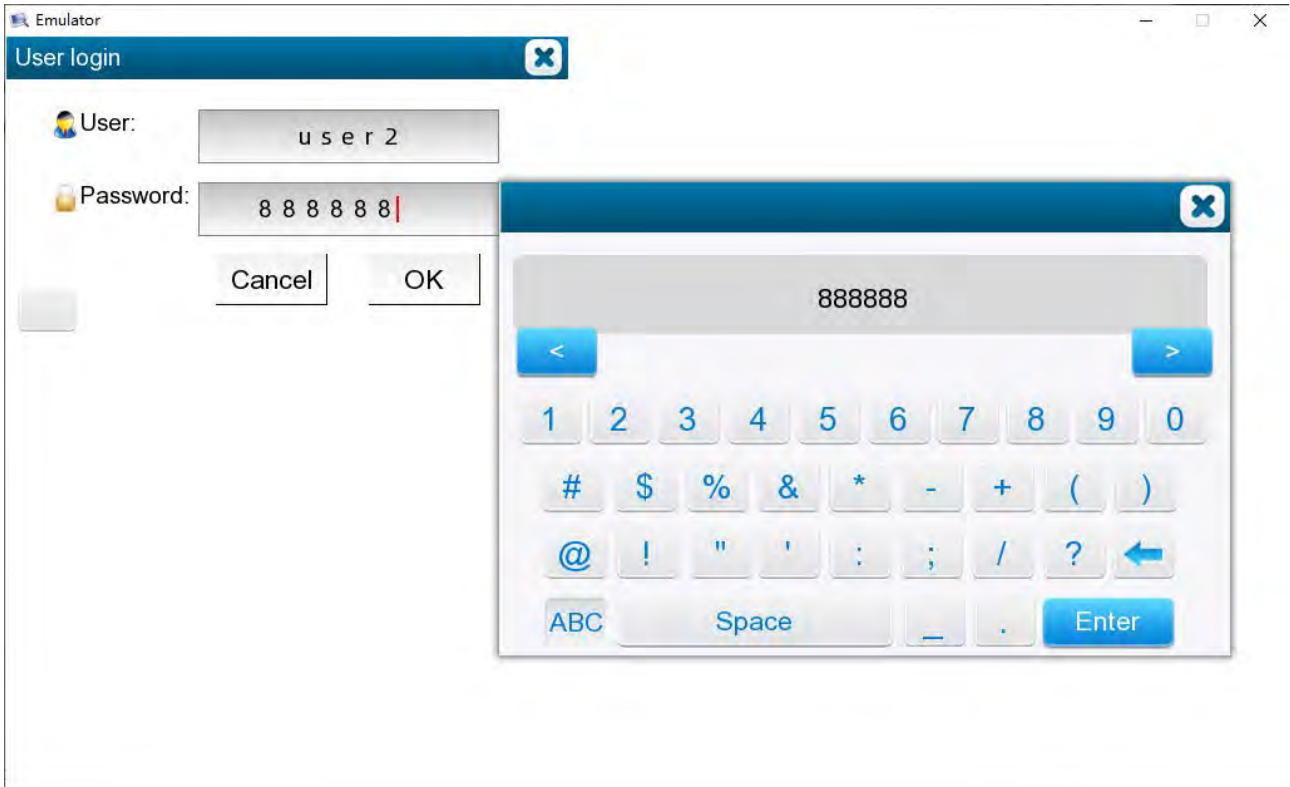 Emulator
User login
User:
user2
Password:
888888
Cancel OK
888888
< >
1 2 3 4 5 6 7 8 9 0
# $ % & * - + ( )
@ ! " ' : ; / ?
ABC Space _ . Enter